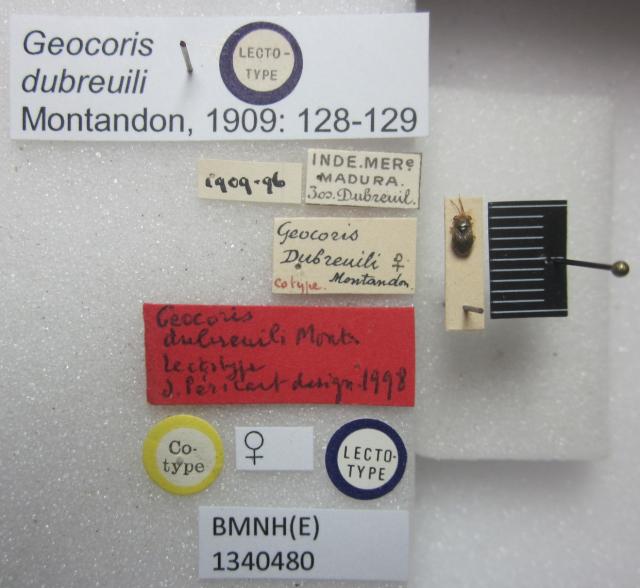 Geocoris
dubreuili
Montandon, 1909: 128-129
LECTO-
TYPE
1909-96
INDE.MERe
MADURA.
303. Dubreuil.
Geocoris
Dubreuili ♀
cotype. Montandon
Geocoris
dubreuili Mont.
Lectotype
J. Péricart design 1998
Co-
type
♀
LECTO-
TYPE
BMNH(E)
1340480